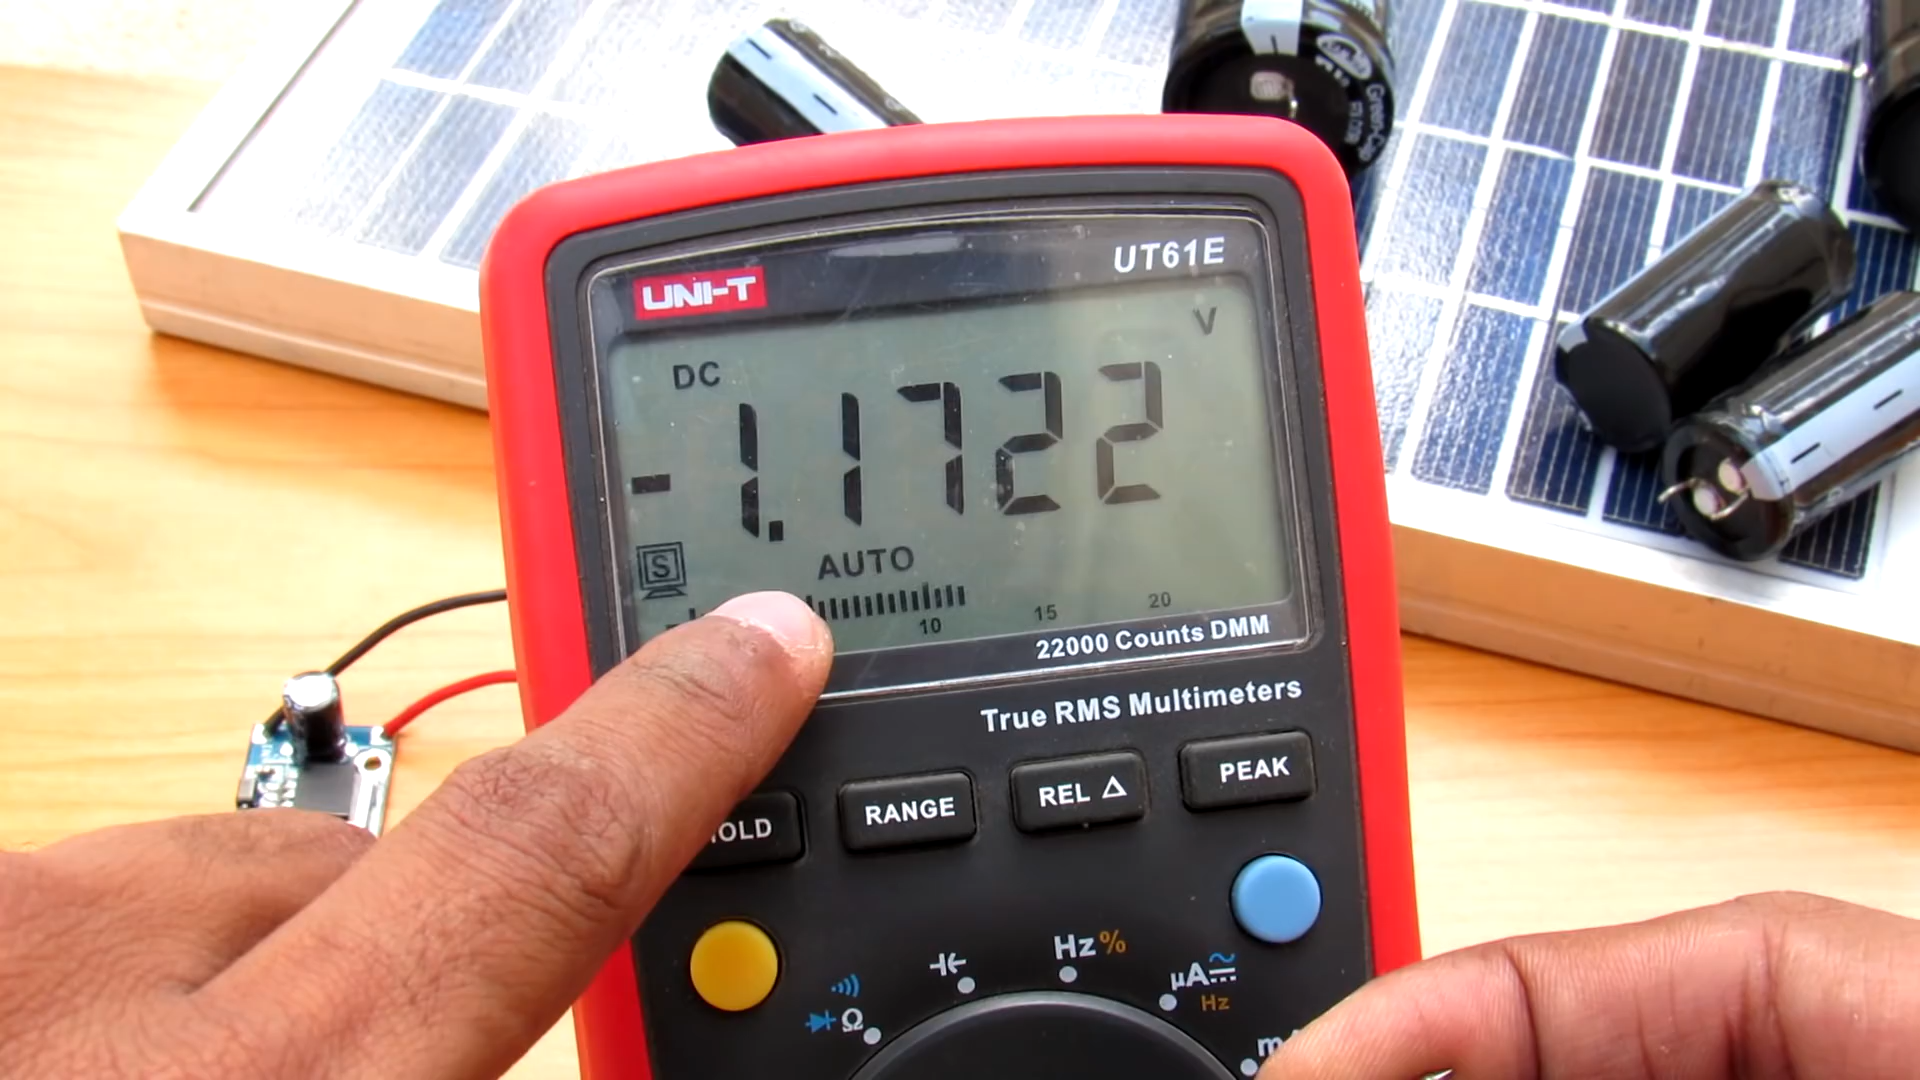 UNI-T
UT61E
DC
V
-1.1722
S
AUTO
10
15
20
22000 Counts DMM
True RMS Multimeters
HOLD
RANGE
REL △
PEAK
Hz%
μA
Hz
Ω